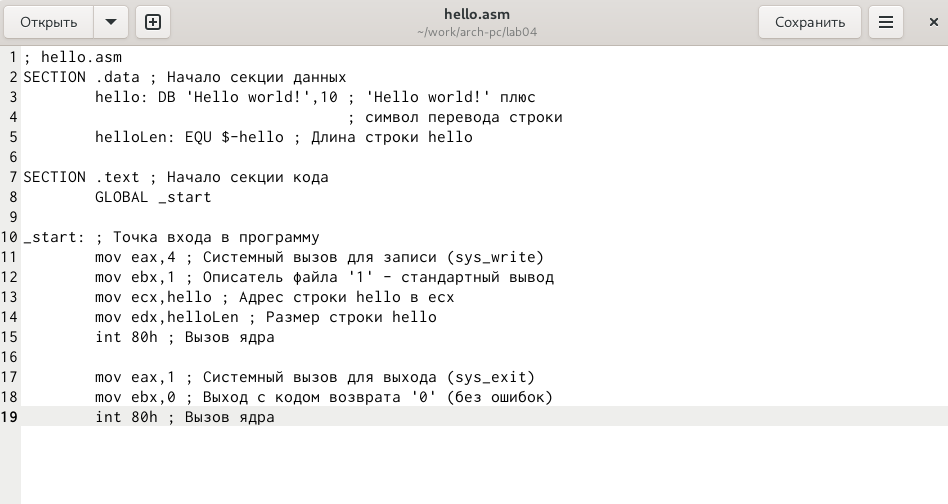 Открыть
hello.asm
~/work/arch-pc/lab04
Сохранить
1 ; hello.asm
2 SECTION .data ; Начало секции данных
3         hello: DB 'Hello world!',10 ; 'Hello world!' плюс
4                                     ; символ перевода строки
5         helloLen: EQU $-hello ; Длина строки hello
6
7 SECTION .text ; Начало секции кода
8         GLOBAL _start
9
10 _start: ; Точка входа в программу
11         mov eax,4 ; Системный вызов для записи (sys_write)
12         mov ebx,1 ; Описатель файла '1' - стандартный вывод
13         mov ecx,hello ; Адрес строки hello в ecx
14         mov edx,helloLen ; Размер строки hello
15         int 80h ; Вызов ядра
16
17         mov eax,1 ; Системный вызов для выхода (sys_exit)
18         mov ebx,0 ; Выход с кодом возврата '0' (без ошибок)
19         int 80h ; Вызов ядра